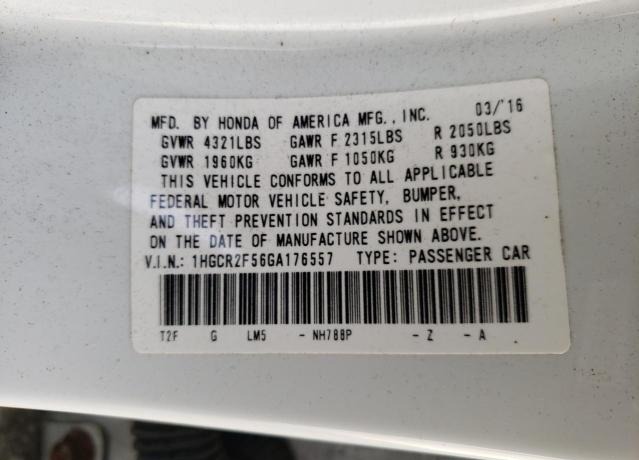 MFD. BY HONDA OF AMERICA MFG., INC. 03/'16
GVWR 4321LBS GAWR F 2315LBS R 2050LBS
GVWR 1960KG GAWR F 1050KG R 930KG
THIS VEHICLE CONFORMS TO ALL APPLICABLE
FEDERAL MOTOR VEHICLE SAFETY, BUMPER,
AND THEFT PREVENTION STANDARDS IN EFFECT
ON THE DATE OF MANUFACTURE SHOWN ABOVE.
V.I.N.: 1HGCR2F56GA176557 TYPE: PASSENGER CAR
T2F G LM5 - NH788P - Z - A